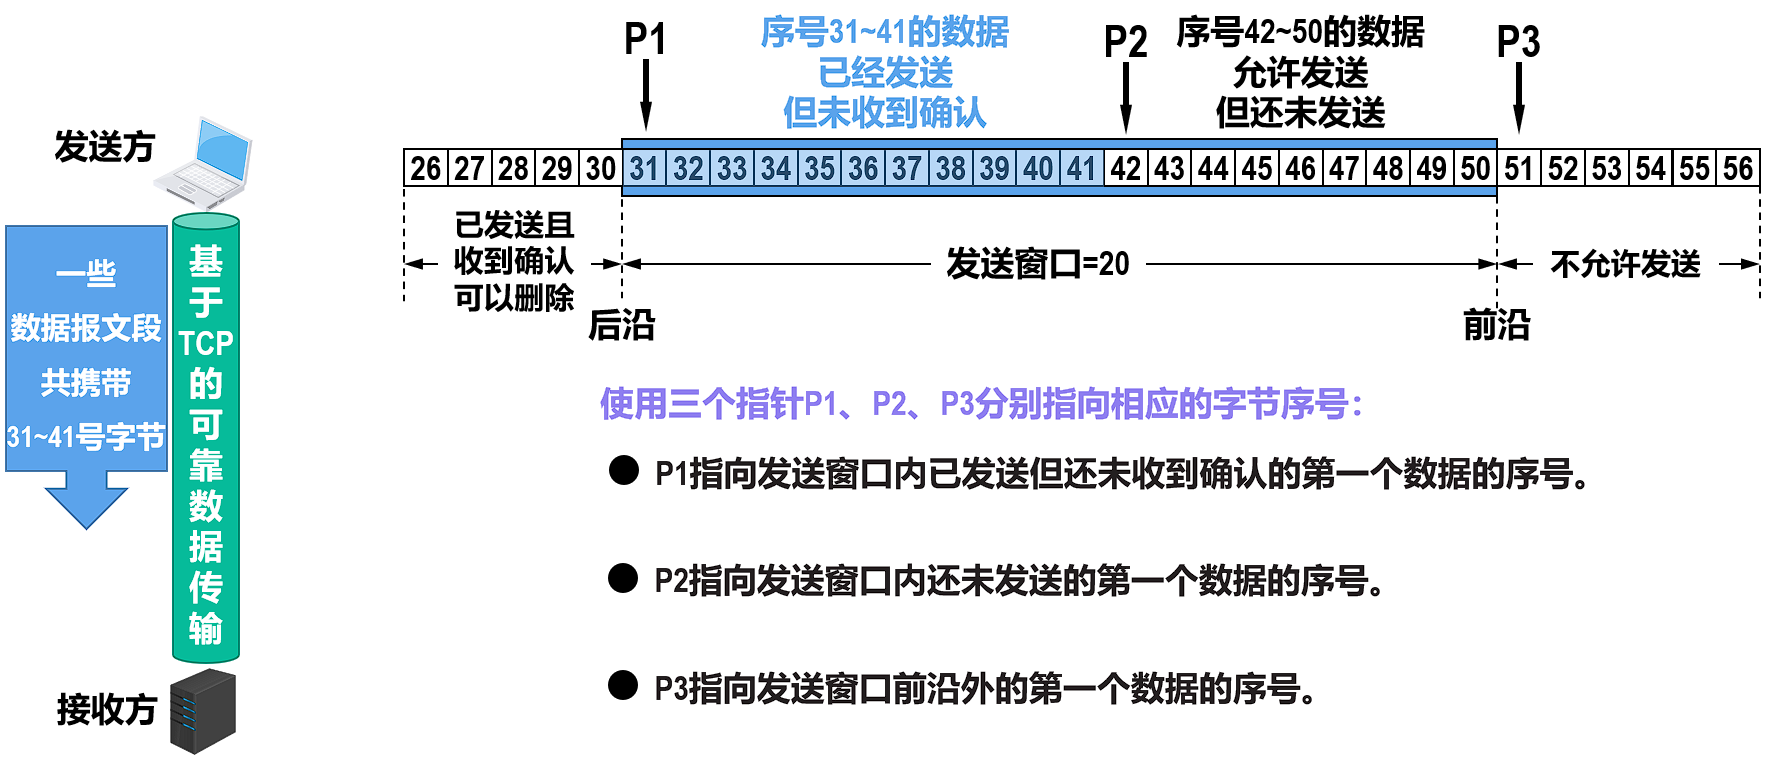 P1
序号31~41的数据
已经发送
但未收到确认
P2
序号42~50的数据
允许发送
但还未发送
P3
发送方
26 27 28 29 30 31 32 33 34 35 36 37 38 39 40 41 42 43 44 45 46 47 48 49 50 51 52 53 54 55 56
已发送且
收到确认
可以删除
发送窗口=20
不允许发送
后沿
前沿
一些
数据报文段
共携带
31~41号字节
基
于
TCP
的
可
靠
数
据
传
输
接收方
使用三个指针P1、P2、P3分别指向相应的字节序号：
● P1指向发送窗口内已发送但还未收到确认的第一个数据的序号。
● P2指向发送窗口内还未发送的第一个数据的序号。
● P3指向发送窗口前沿外的第一个数据的序号。